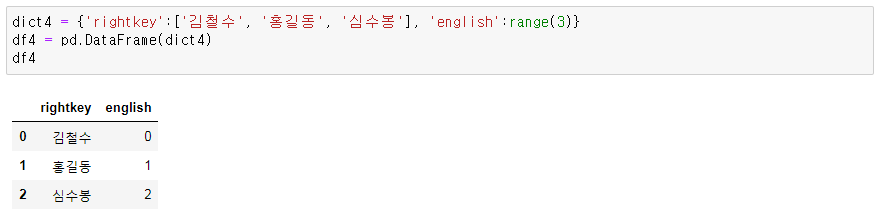 dict4 = {'rightkey':['김철수', '홍길동', '심수봉'], 'english':range(3)}
df4 = pd.DataFrame(dict4)
df4
rightkey english
0 김철수 0
1 홍길동 1
2 심수봉 2